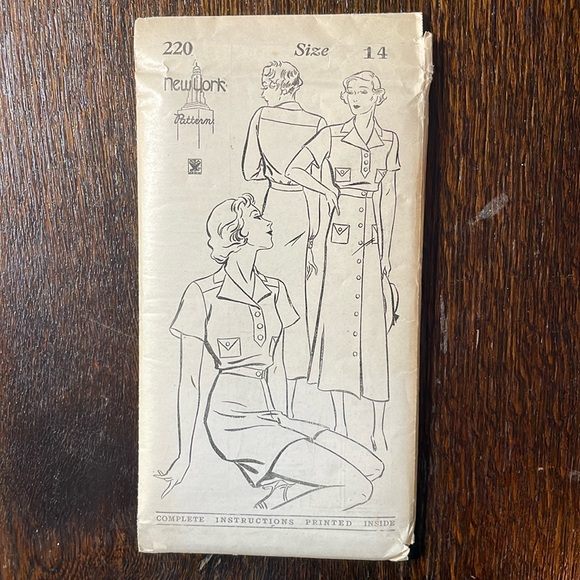 220 Size 14
New York
Pattern
COMPLETE INSTRUCTIONS PRINTED INSIDE